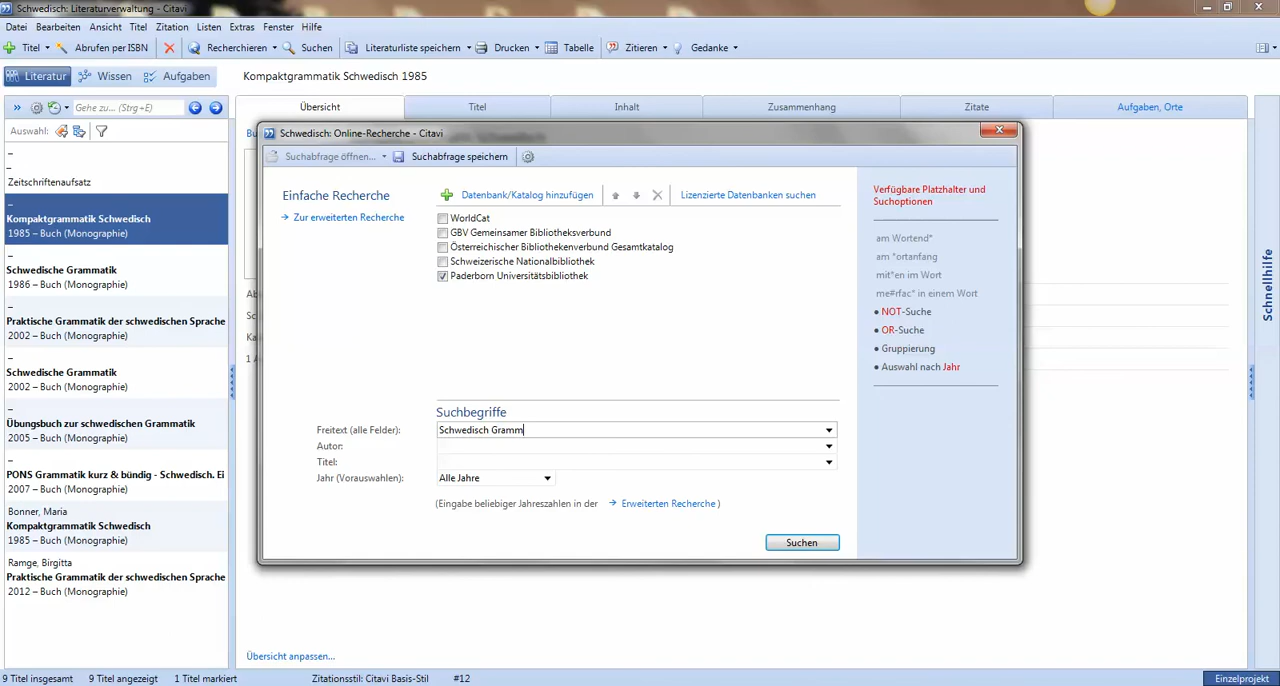 Schwedisch: Literaturverwaltung - Citavi
Datei Bearbeiten Ansicht Titel Zitation Listen Extras Fenster Hilfe
Titel Abrufen per ISBN Recherchieren Suchen Literaturliste speichern Drucken Tabelle Zitieren Gedanke
Literatur Wissen Aufgaben Kompaktgrammatik Schwedisch 1985
Gehe zu... (Strg+E)
Übersicht Titel Inhalt Zusammenhang Zitate Aufgaben, Orte
Auswahl:
–
–
Zeitschriftenaufsatz
–
Kompaktgrammatik Schwedisch
1985 – Buch (Monographie)
–
Schwedische Grammatik
1986 – Buch (Monographie)
–
Praktische Grammatik der schwedischen Sprache
2002 – Buch (Monographie)
–
Schwedische Grammatik
2002 – Buch (Monographie)
–
Übungsbuch zur schwedischen Grammatik
2005 – Buch (Monographie)
–
PONS Grammatik kurz & bündig - Schwedisch. Ei
2007 – Buch (Monographie)
Bonner, Maria
Kompaktgrammatik Schwedisch
1985 – Buch (Monographie)
Ramge, Birgitta
Praktische Grammatik der schwedischen Sprache
2012 – Buch (Monographie)
Schwedisch: Online-Recherche - Citavi
Suchabfrage öffnen... Suchabfrage speichern
Einfache Recherche
Zur erweiterten Recherche
Datenbank/Katalog hinzufügen Lizenzierte Datenbanken suchen
WorldCat
GBV Gemeinsamer Bibliotheksverbund
Österreichischer Bibliothekenverbund Gesamtkatalog
Schweizerische Nationalbibliothek
Paderborn Universitätsbibliothek
Suchbegriffe
Freitext (alle Felder): Schwedisch Gramm
Autor:
Titel:
Jahr (Vorauswahlen): Alle Jahre
(Eingabe beliebiger Jahreszahlen in der Erweiterten Recherche )
Suchen
Verfügbare Platzhalter und
Suchoptionen
am Wortend*
am *ortanfang
mit*en im Wort
me#rfac* in einem Wort
• NOT-Suche
• OR-Suche
• Gruppierung
• Auswahl nach Jahr
Schnellhilfe
Übersicht anpassen...
9 Titel insgesamt 9 Titel angezeigt 1 Titel markiert Zitationsstil: Citavi Basis-Stil #12 Einzelprojekt